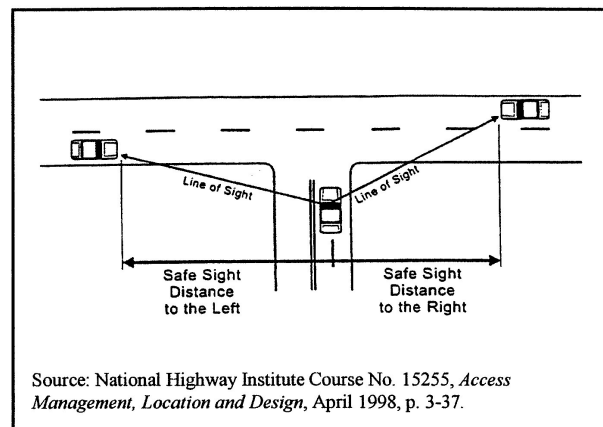 Line of Sight
Line of Sight
Safe Sight
Distance
to the Left
Safe Sight
Distance
to the Right
Source: National Highway Institute Course No. 15255, Access
Management, Location and Design, April 1998, p. 3-37.